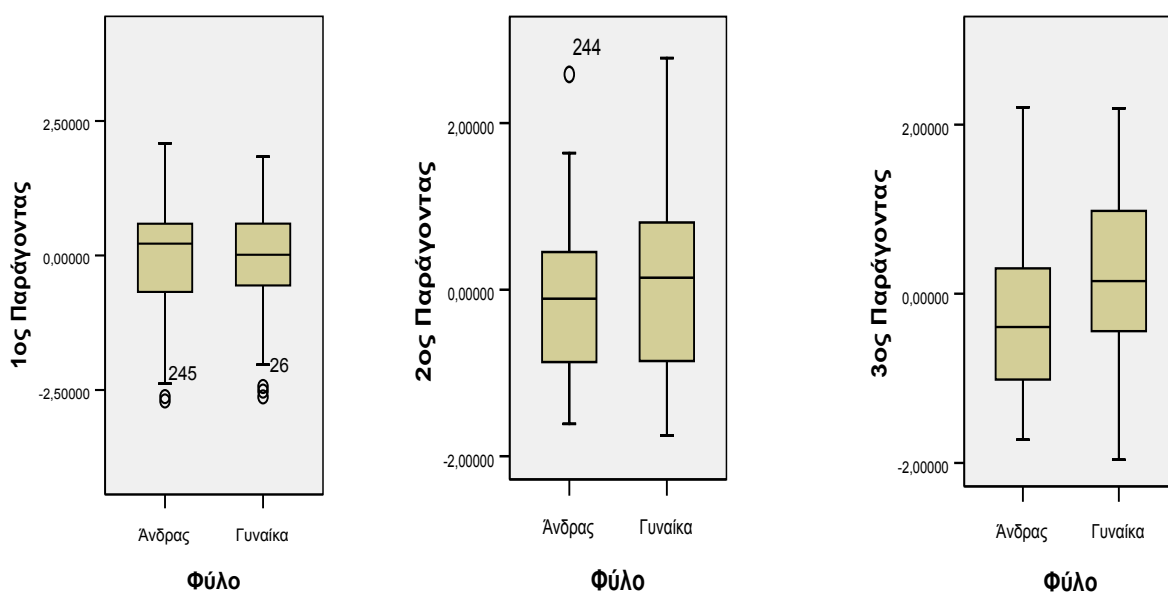 1ος Παράγοντας
2,50000
0,00000
-2,50000
245
26
Άνδρας
Γυναίκα
Φύλο
2ος Παράγοντας
2,00000
0,00000
-2,00000
244
Άνδρας
Γυναίκα
Φύλο
3ος Παράγοντας
2,00000
0,00000
-2,00000
Άνδρας
Γυναίκα
Φύλο